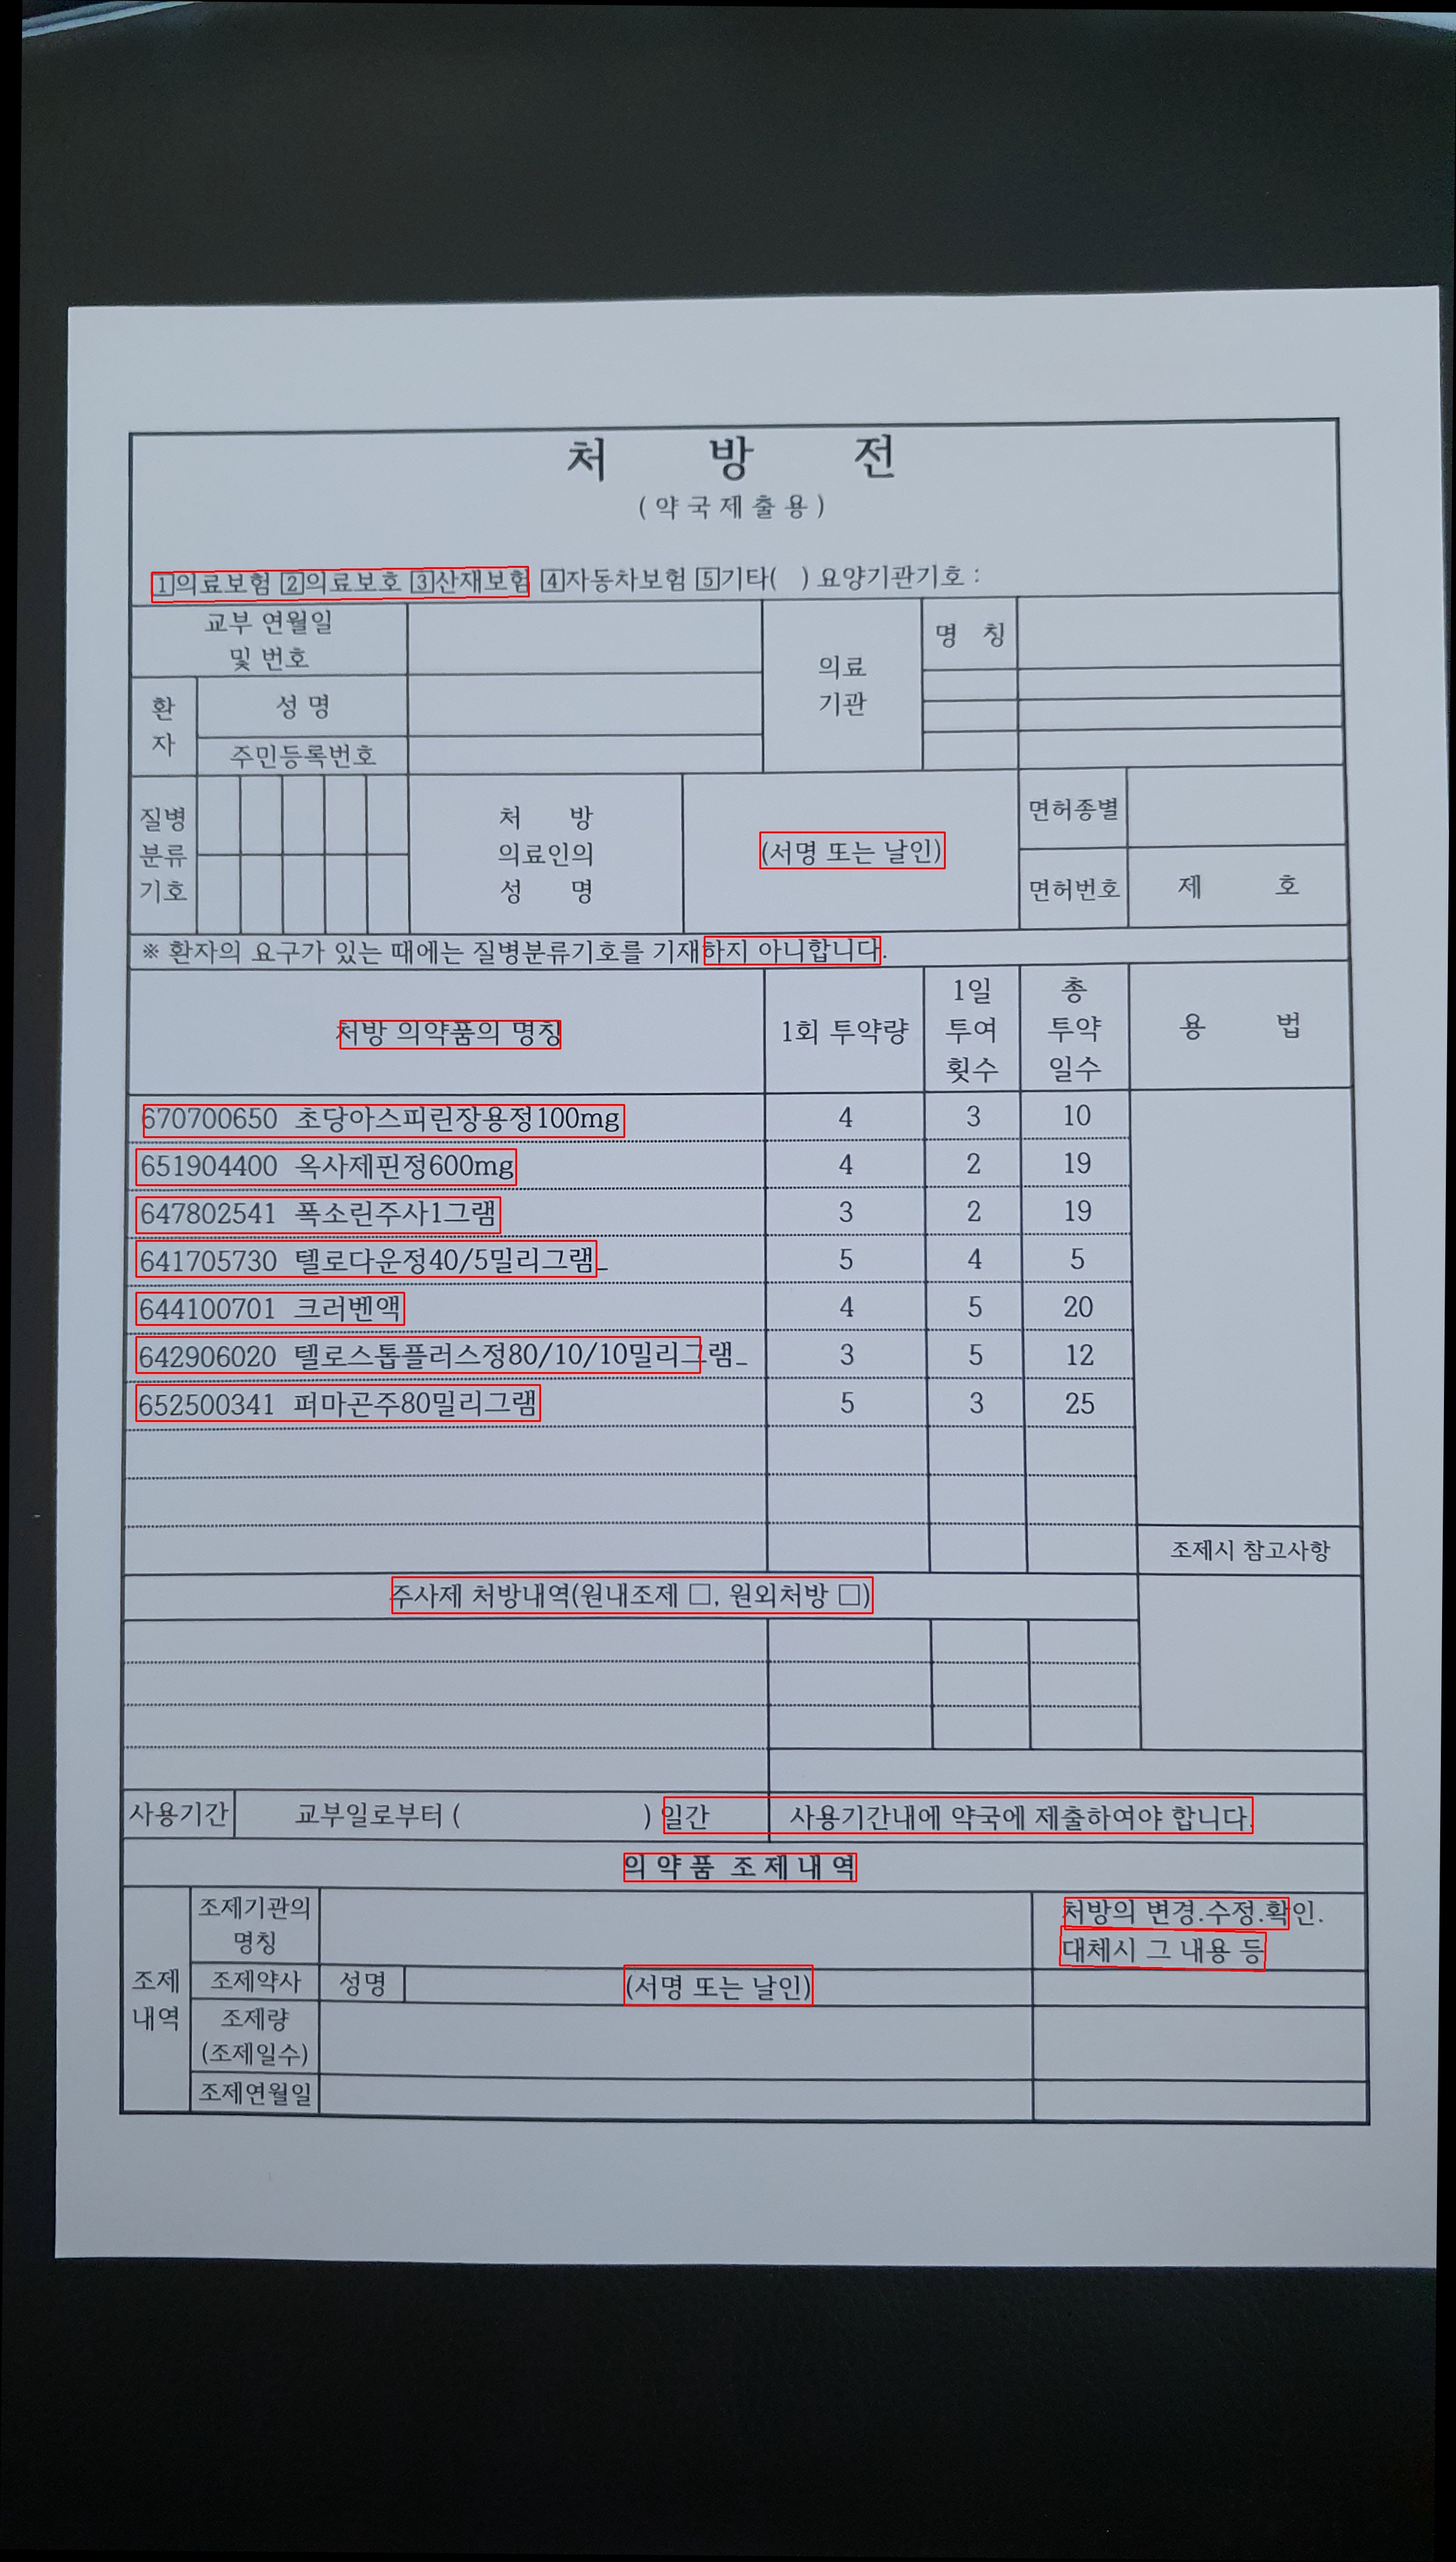 처 방 전
(약국제출용)
1의료보험 2의료보호 3산재보험 4자동차보험 5기타( ) 요양기관기호 :
교부 연월일
및 번호
의료
기관
명 칭
환
자
성 명
주민등록번호
질병
분류
기호
처 방
의료인의
성 명
(서명 또는 날인)
면허종별
면허번호
제 호
※ 환자의 요구가 있는 때에는 질병분류기호를 기재하지 아니합니다.
처방 의약품의 명칭
1회 투약량
1일
투여
횟수
총
투약
일수
용 법
670700650 초당아스피린장용정100mg 4 3 10
651904400 옥사제핀정600mg 4 2 19
647802541 폭소린주사1그램 3 2 19
641705730 텔로다운정40/5밀리그램_ 5 4 5
644100701 크러벤액 4 5 20
642906020 텔로스톱플러스정80/10/10밀리그램_ 3 5 12
652500341 퍼마곤주80밀리그램 5 3 25
조제시 참고사항
주사제 처방내역(원내조제 □, 원외처방 □)
사용기간 교부일로부터 ( ) 일간 사용기간내에 약국에 제출하여야 합니다.
의 약 품 조 제 내 역
조제
내역
조제기관의
명칭
처방의 변경.수정.확인.
대체시 그 내용 등
조제약사 성명 (서명 또는 날인)
조제량
(조제일수)
조제연월일